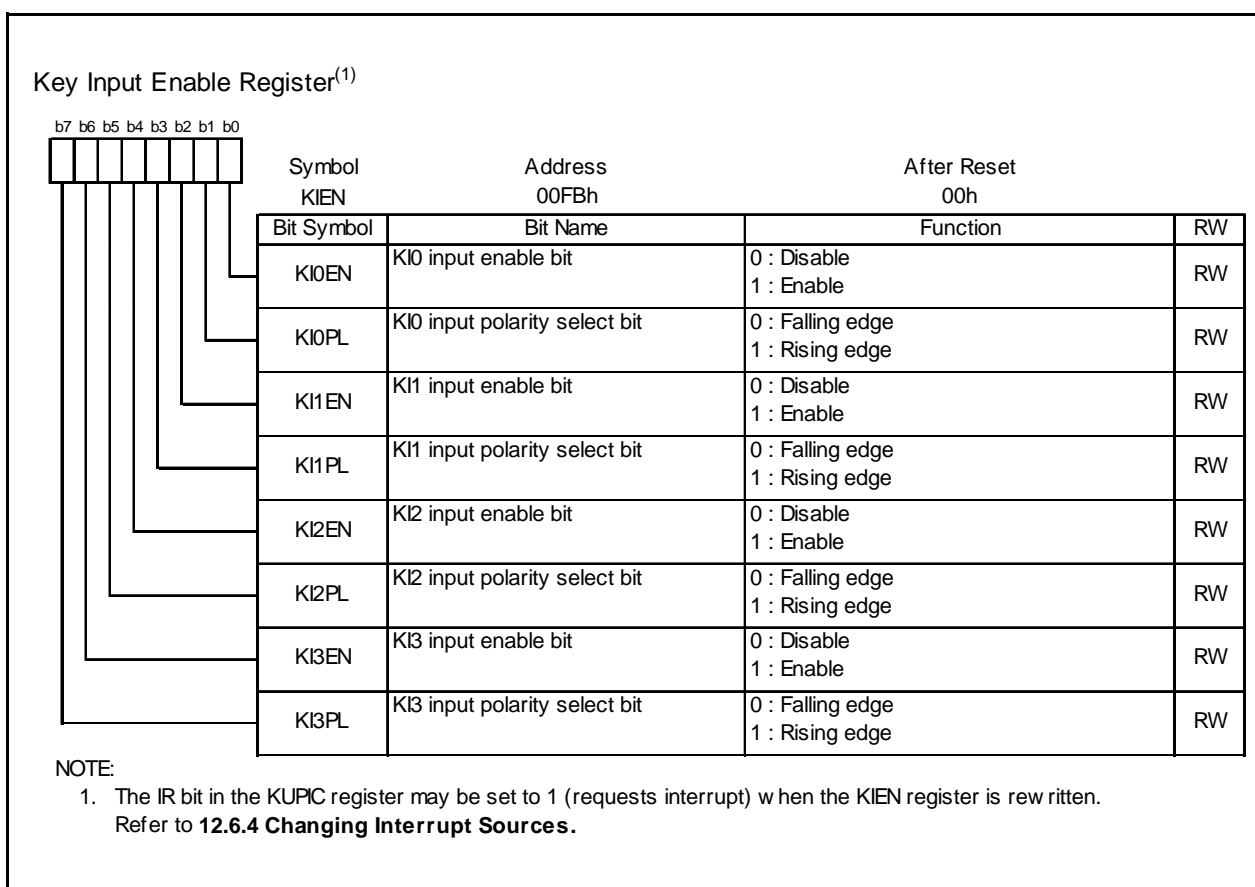 Key Input Enable Register(1)
b7 b6 b5 b4 b3 b2 b1 b0
Symbol Address After Reset
KIEN 00FBh 00h
Bit Symbol Bit Name Function RW
KI0EN KI0 input enable bit 0 : Disable RW
1 : Enable
KI0PL KI0 input polarity select bit 0 : Falling edge RW
1 : Rising edge
KI1EN KI1 input enable bit 0 : Disable RW
1 : Enable
KI1PL KI1 input polarity select bit 0 : Falling edge RW
1 : Rising edge
KI2EN KI2 input enable bit 0 : Disable RW
1 : Enable
KI2PL KI2 input polarity select bit 0 : Falling edge RW
1 : Rising edge
KI3EN KI3 input enable bit 0 : Disable RW
1 : Enable
KI3PL KI3 input polarity select bit 0 : Falling edge RW
1 : Rising edge
NOTE:
1. The IR bit in the KUPIC register may be set to 1 (requests interrupt) when the KIEN register is rewritten.
Refer to 12.6.4 Changing Interrupt Sources.